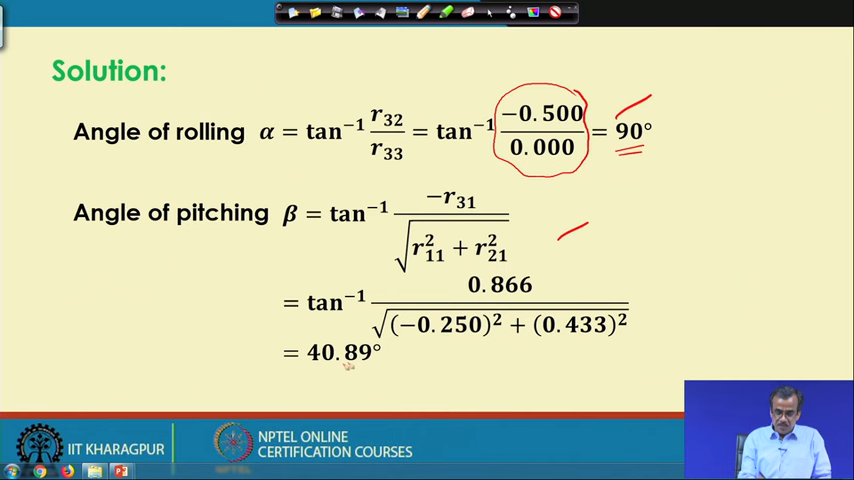 Solution:
Angle of rolling α = tan⁻¹ r₃₂/r₃₃ = tan⁻¹ −0.500/0.000 = 90°
Angle of pitching β = tan⁻¹ −r₃₁/√(r₁₁² + r₂₁²)
= tan⁻¹ 0.866/√((−0.250)² + (0.433)²)
= 40.89°
IIT KHARAGPUR
NPTEL
NPTEL ONLINE
CERTIFICATION COURSES